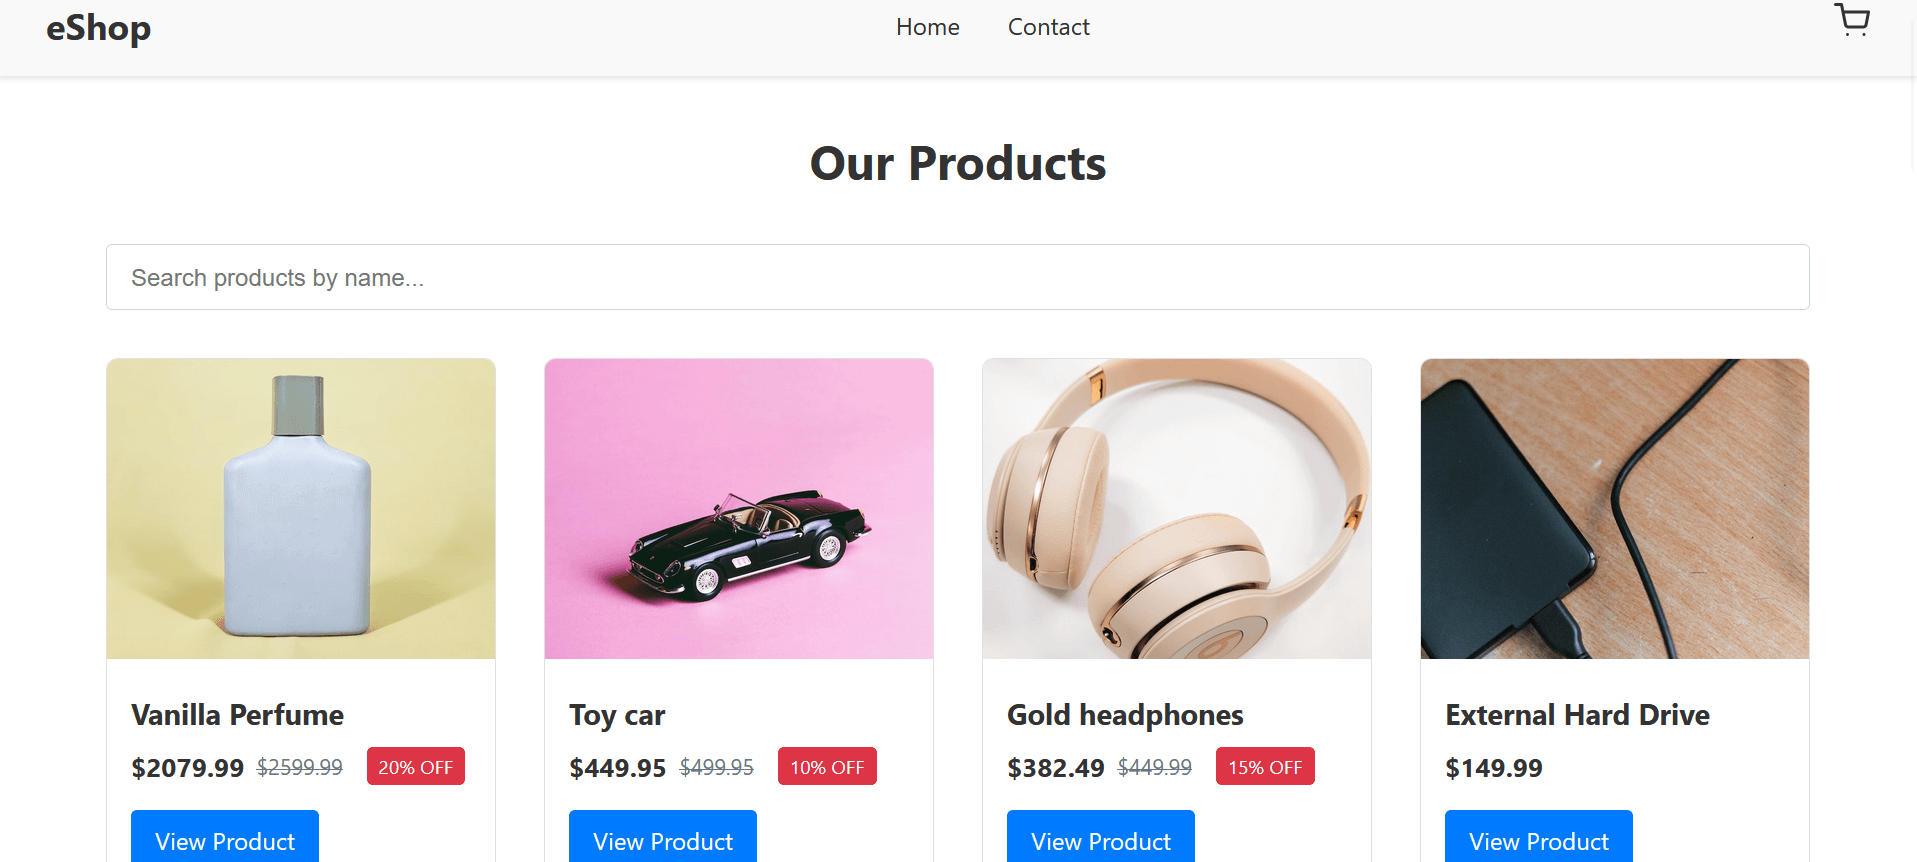 eShop
Home
Contact
Our Products
Search products by name...
Vanilla Perfume
$2079.99 $2599.99 20% OFF
View Product
Toy car
$449.95 $499.95 10% OFF
View Product
Gold headphones
$382.49 $449.99 15% OFF
View Product
External Hard Drive
$149.99
View Product